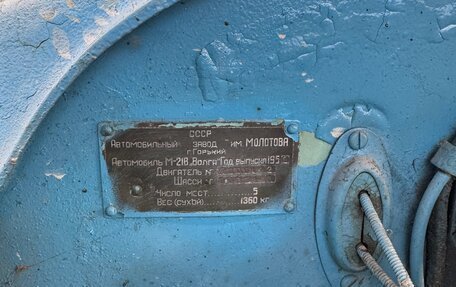 СССР
Автомобильный завод им. МОЛОТОВА
г. Горький
Автомобиль М-21В „Волга" Год выпуска 195
Двигатель №
Шасси №
Число мест 5
Вес (сухой) 1360 кг